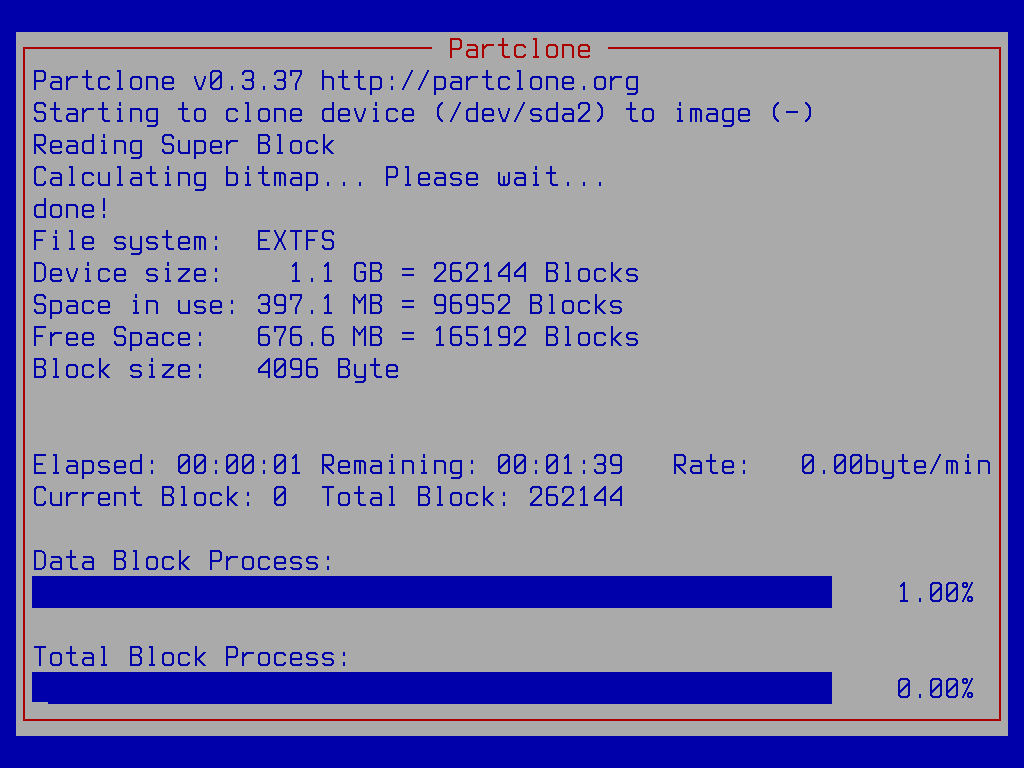 Partclone
Partclone v0.3.37 http://partclone.org
Starting to clone device (/dev/sda2) to image (-)
Reading Super Block
Calculating bitmap... Please wait...
done!
File system:  EXTFS
Device size:    1.1 GB = 262144 Blocks
Space in use: 397.1 MB = 96952 Blocks
Free Space:   676.6 MB = 165192 Blocks
Block size:   4096 Byte
Elapsed: 00:00:01 Remaining: 00:01:39   Rate:   0.00byte/min
Current Block: 0  Total Block: 262144
Data Block Process:
1.00%
Total Block Process:
0.00%